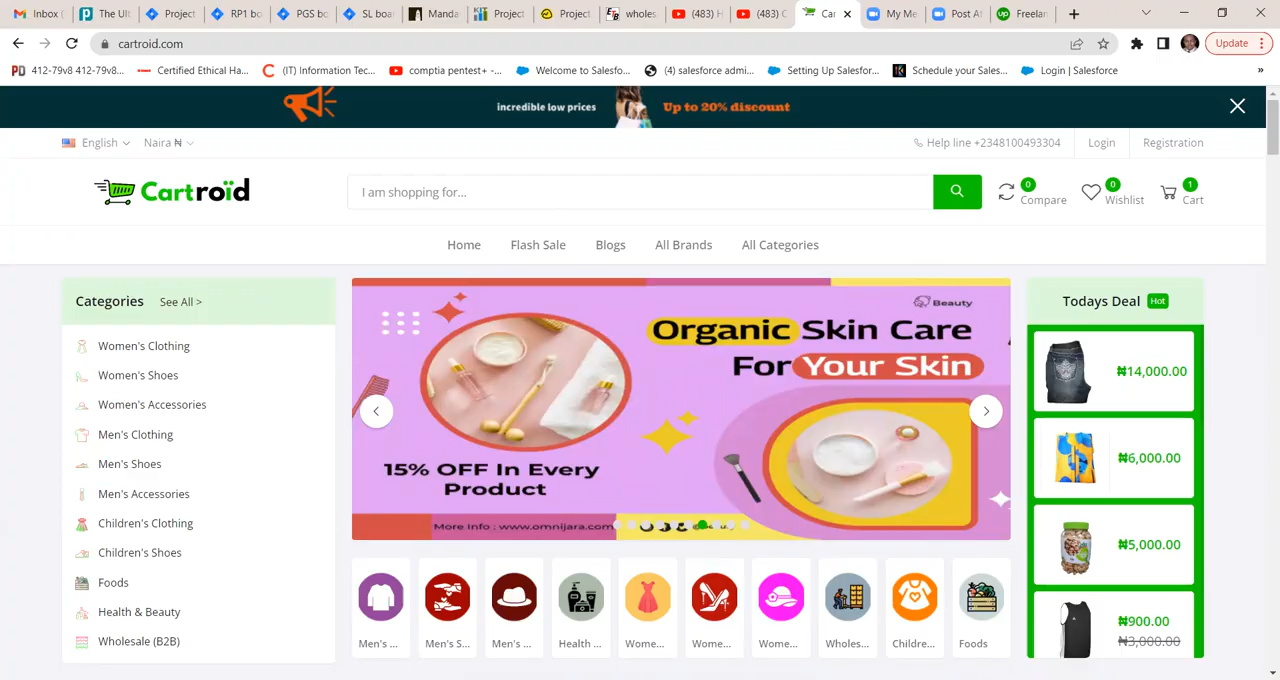 Inbox (
The Ult
Project
RP1 bo
PGS bo
SL boar
Manda
Project
Project
wholes
(483) H
(483) C
Car
My Me
Post At
Freelan
cartroid.com
Update
412-79v8 412-79v8...
Certified Ethical Ha...
(IT) Information Tec...
comptia pentest+ -...
Welcome to Salesfo...
(4) salesforce admi...
Setting Up Salesfor...
Schedule your Sales...
Login | Salesforce
»
incredible low prices
Up to 20% discount
English
Naira ₦
Help line +2348100493304
Login
Registration
Cartroid
I am shopping for...
0
Compare
0
Wishlist
1
Cart
Home
Flash Sale
Blogs
All Brands
All Categories
Categories
See All >
Women's Clothing
Women's Shoes
Women's Accessories
Men's Clothing
Men's Shoes
Men's Accessories
Children's Clothing
Children's Shoes
Foods
Health & Beauty
Wholesale (B2B)
Beauty
Organic Skin Care
For Your Skin
15% OFF In Every
Product
More Info : www.omnijara.com
Todays Deal Hot
₦14,000.00
₦6,000.00
₦5,000.00
₦900.00
₦3,000.00
Men's ...
Men's S...
Men's ...
Health ...
Wome...
Wome...
Wome...
Wholes...
Childre...
Foods